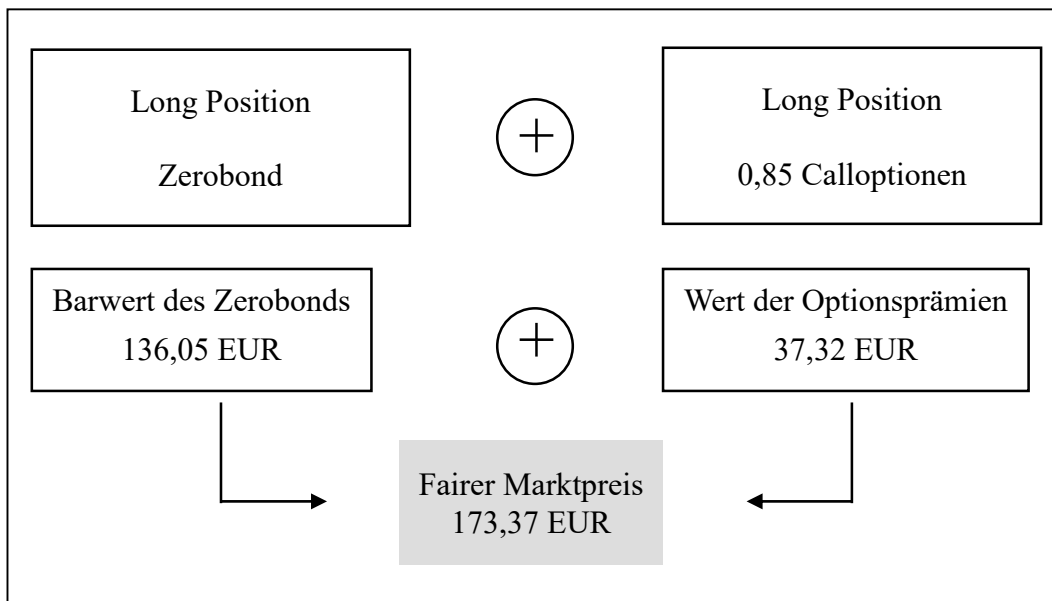 Long Position
Zerobond
+
Long Position
0,85 Calloptionen
Barwert des Zerobonds
136,05 EUR
+
Wert der Optionsprämien
37,32 EUR
Fairer Marktpreis
173,37 EUR